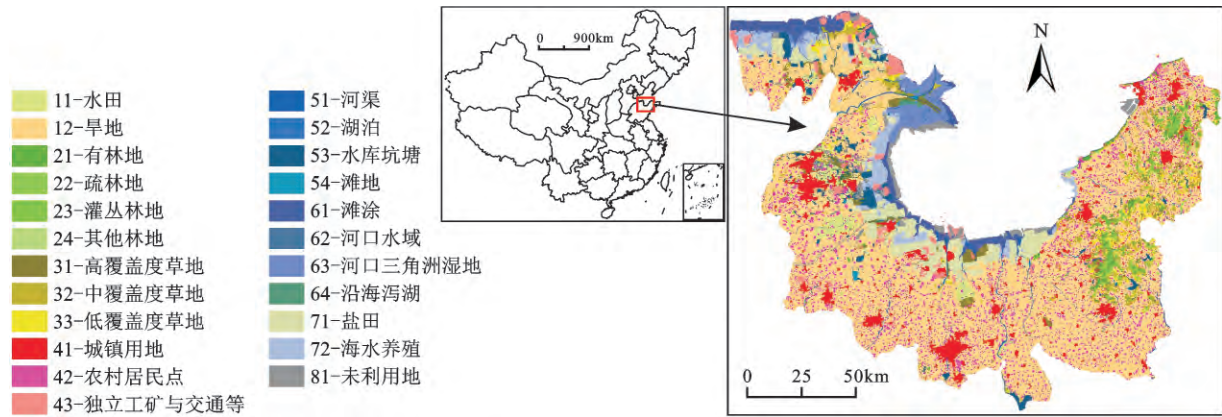 11-水田
12-旱地
21-有林地
22-疏林地
23-灌丛林地
24-其他林地
31-高覆盖度草地
32-中覆盖度草地
33-低覆盖度草地
41-城镇用地
42-农村居民点
43-独立工矿与交通等
51-河渠
52-湖泊
53-水库坑塘
54-滩地
61-滩涂
62-河口水域
63-河口三角洲湿地
64-沿海泻湖
71-盐田
72-海水养殖
81-未利用地
0 900km
N
0 25 50km